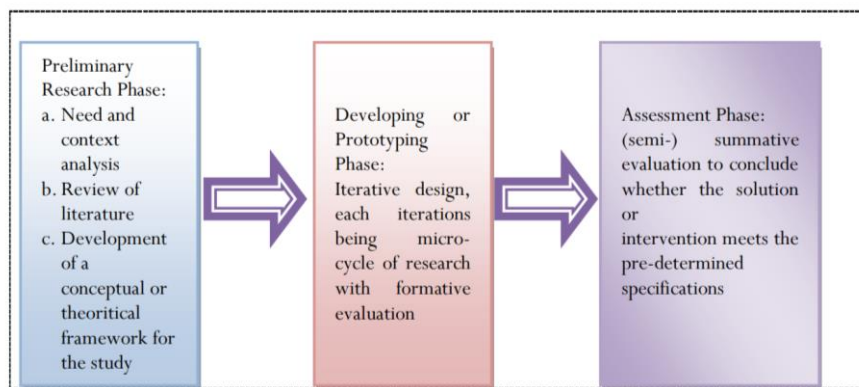 Preliminary
Research Phase:
a. Need and
context
analysis
b. Review of
literature
c. Development
of a
conceptual or
theoritical
framework for
the study
Developing or
Prototyping
Phase:
Iterative design,
each iterations
being micro-
cycle of research
with formative
evaluation
Assessment Phase:
(semi-) summative
evaluation to conclude
whether the solution
or
intervention meets the
pre-determined
specifications